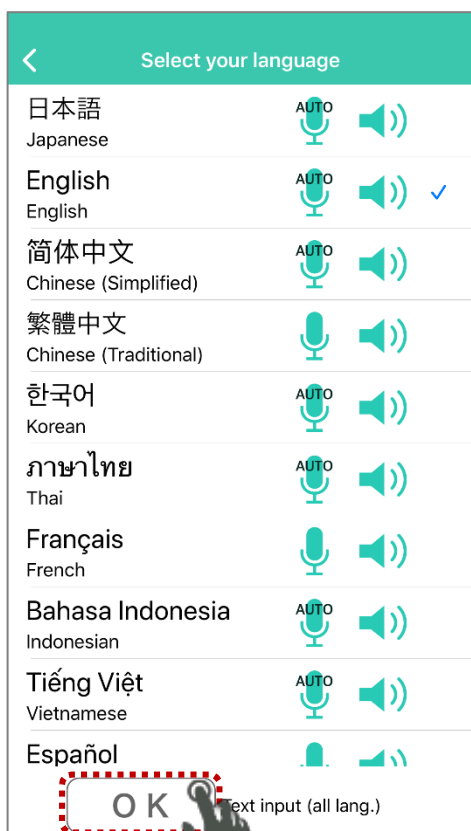 Select your language
日本語 AUTO
Japanese
English AUTO
English
简体中文 AUTO
Chinese (Simplified)
繁體中文
Chinese (Traditional)
한국어 AUTO
Korean
ภาษาไทย AUTO
Thai
Français
French
Bahasa Indonesia AUTO
Indonesian
Tiếng Việt AUTO
Vietnamese
Español
OK
input (all lang.)